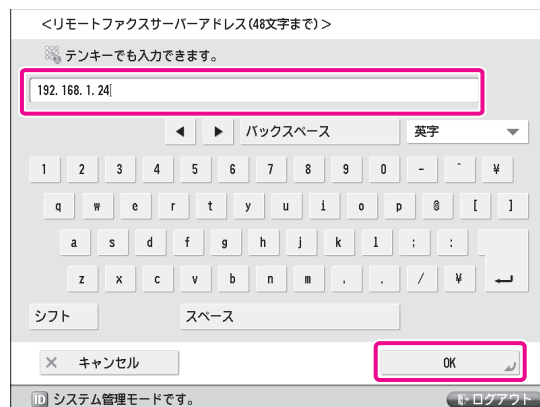 <リモートファクスサーバーアドレス(48文字まで)>
テンキーでも入力できます。
192.168.1.24
◀ ▶ バックスペース 英字 ▼
1 2 3 4 5 6 7 8 9 0 - ^ ¥
q w e r t y u i o p @ [ ]
a s d f g h j k l ; :
z x c v b n m , . / ¥
シフト スペース
× キャンセル OK
ID システム管理モードです。 ログアウト